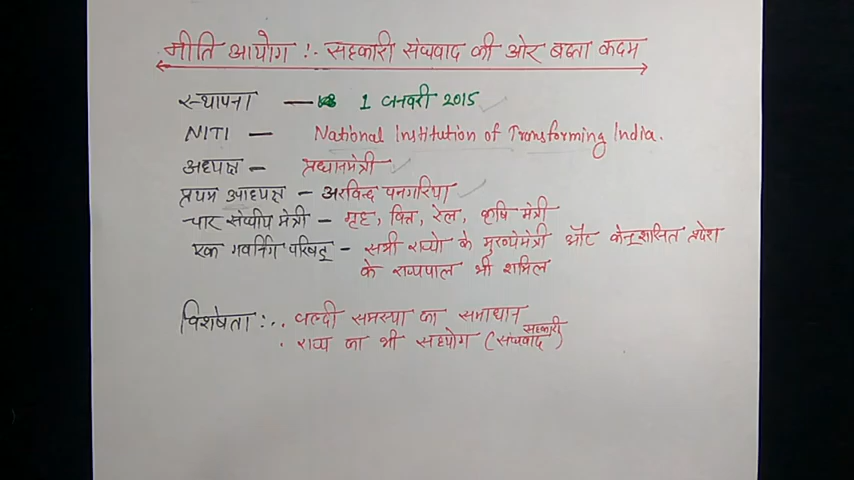 नीति आयोग :- सहकारी संघवाद की ओर बढता कदम
स्थापना — 1 जनवरी 2015
NITI — National Institution of Transforming India.
अध्यक्ष — प्रधानमंत्री
प्रथम उपाध्यक्ष — अरविन्द पनगरिया
चार संघीय मंत्री — गृह, वित्त, रेल, कृषि मंत्री
एक गवर्निंग परिषद् — सभी राज्यो के मुख्यमंत्री और केन्द्रशासित प्रदेश
के राज्यपाल भी शामिल
विशेषता :. . जल्दी समस्या का समाधान
. राज्य का भी सहयोग (सहकारी संघवाद)